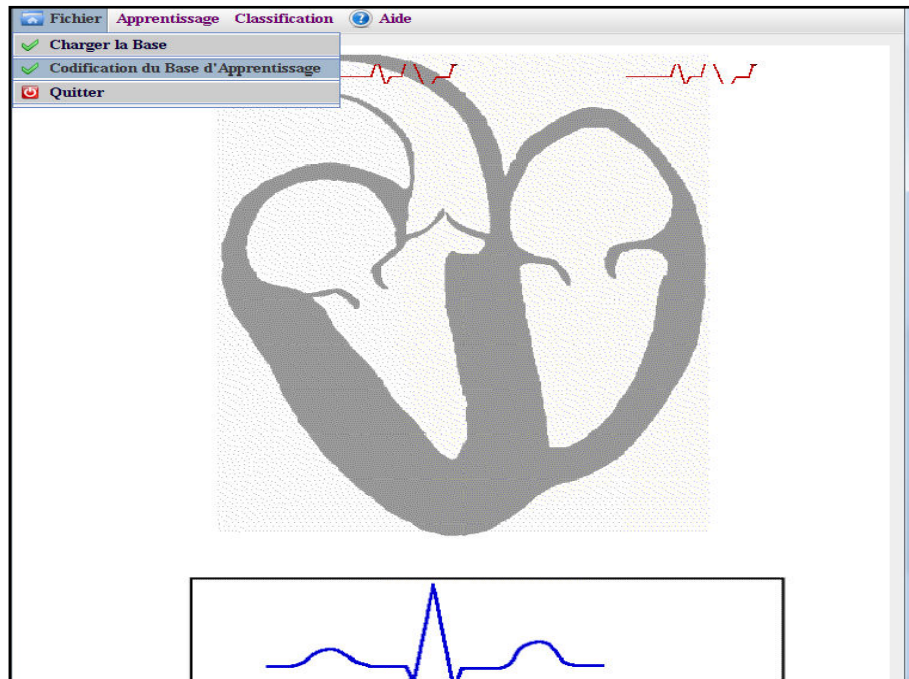 Fichier Apprentissage Classification Aide
Charger la Base
Codification du Base d'Apprentissage
Quitter